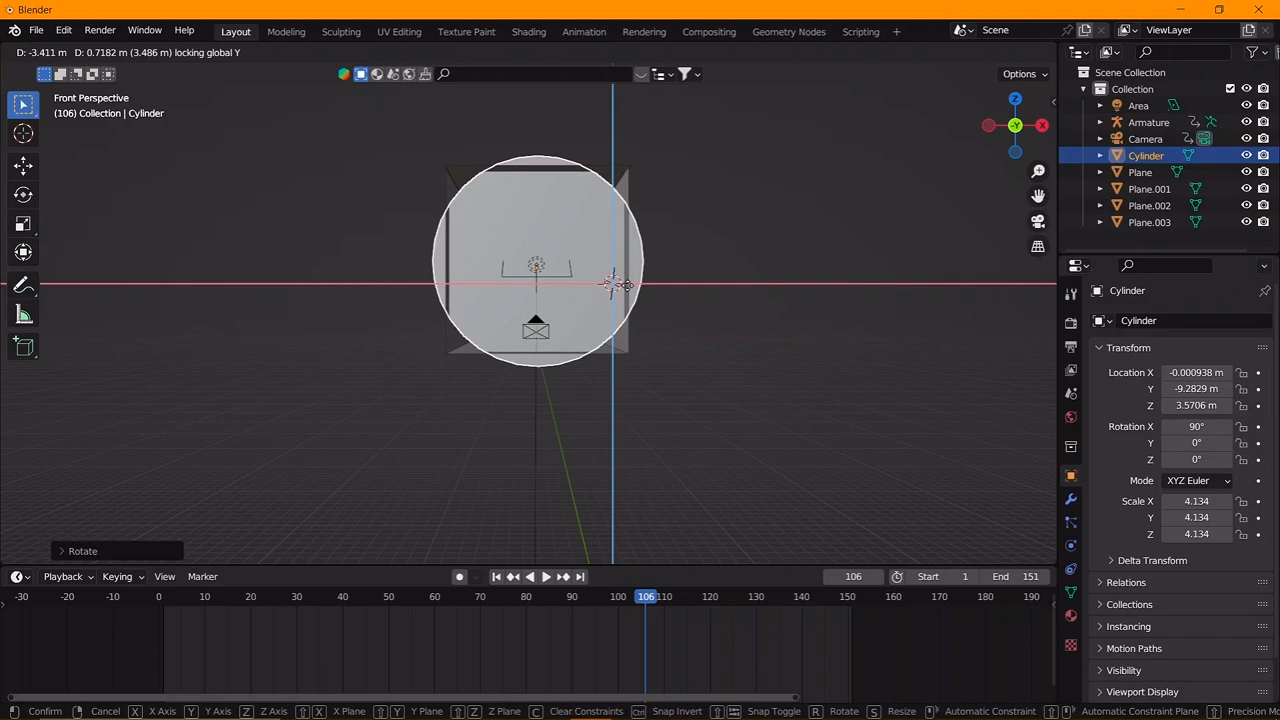 Blender
File Edit Render Window Help Layout Modeling Sculpting UV Editing Texture Paint Shading Animation Rendering Compositing Geometry Nodes Scripting + Scene ViewLayer
D: -3.411 m D: 0.7182 m (3.486 m) locking global Y
Options
Front Perspective
(106) Collection | Cylinder
Z
-Y
X
Scene Collection
Collection
Area
Armature
Camera
Cylinder
Plane
Plane.001
Plane.002
Plane.003
Cylinder
Cylinder
Transform
Location X -0.000938 m
Y -9.2829 m
Z 3.5706 m
Rotation X 90°
Y 0°
Z 0°
Mode XYZ Euler
Scale X 4.134
Y 4.134
Z 4.134
Delta Transform
Relations
Collections
Instancing
Motion Paths
Visibility
Viewport Display
Rotate
Playback Keying View Marker 106 Start 1 End 151
-30 -20 -10 0 10 20 30 40 50 60 70 80 90 100 106 110 120 130 140 150 160 170 180 190
Confirm Cancel X X Axis Y Y Axis Z Z Axis X X Plane Y Y Plane Z Z Plane C Clear Constraints Ctrl Snap Invert Snap Toggle R Rotate S Resize Automatic Constraint Automatic Constraint Plane Precision Mo